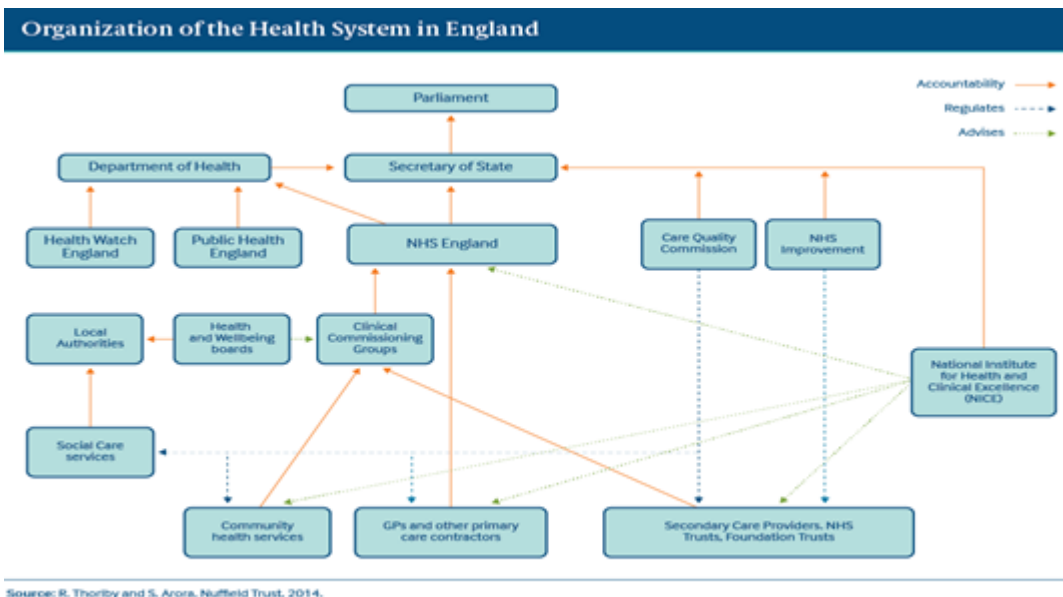 Organization of the Health System in England
Parliament
Accountability
Regulates
Advises
Department of Health
Secretary of State
Health Watch
England
Public Health
England
NHS England
Care Quality
Commission
NHS
Improvement
Local
Authorities
Health
and Wellbeing
boards
Clinical
Commissioning
Groups
National Institute
for Health and
Clinical Excellence
(NICE)
Social Care
services
Community
health services
GPs and other primary
care contractors
Secondary Care Providers. NHS
Trusts, Foundation Trusts
Source: R. Thorlby and S. Arora, Nuffield Trust, 2014.